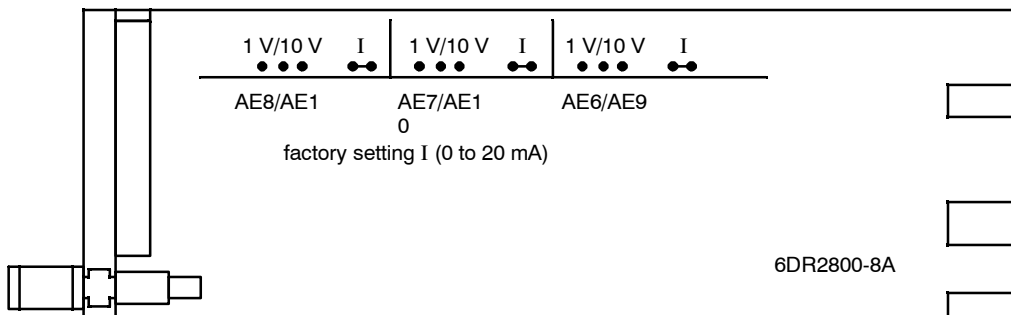 1 V/10 V I 1 V/10 V I 1 V/10 V I
AE8/AE1 AE7/AE1 AE6/AE9
0
factory setting I (0 to 20 mA)
6DR2800-8A